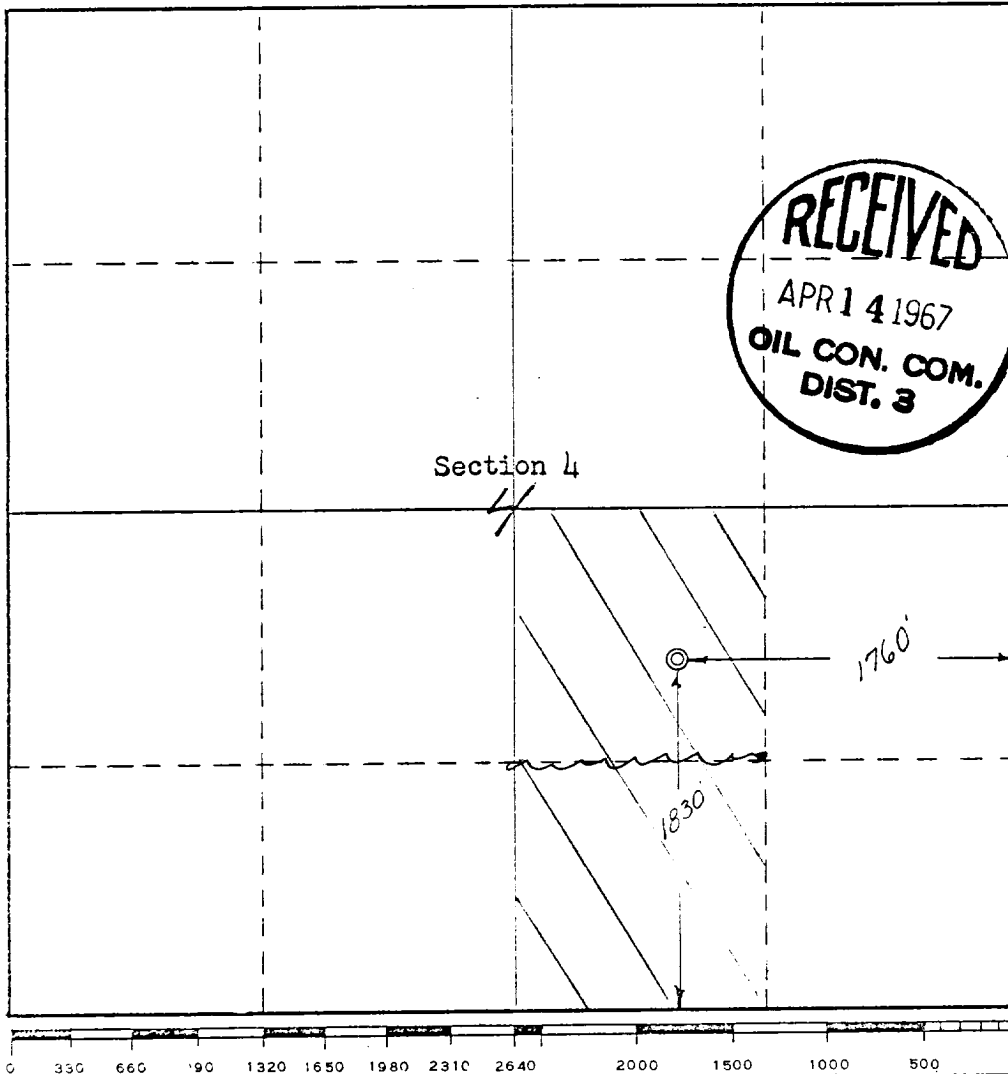 RECEIVED
APR 14 1967
OIL CON. COM.
DIST. 3
Section 4
1760'
1830'
0 330 660 990 1320 1650 1980 2310 2640 2000 1500 1000 500